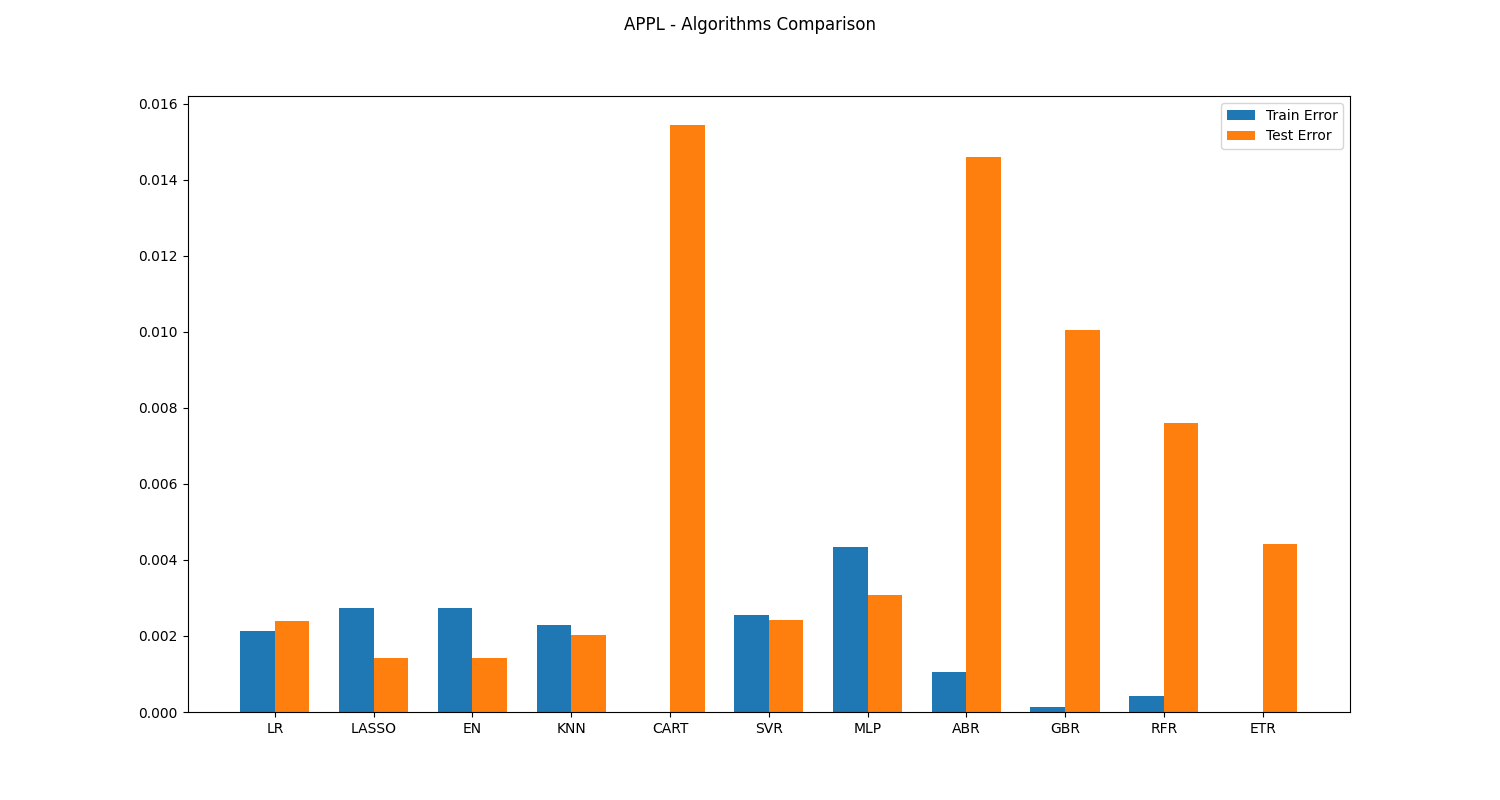 APPL - Algorithms Comparison
0.016
0.014
0.012
0.010
0.008
0.006
0.004
0.002
0.000
Train Error
Test Error
LR LASSO EN KNN CART SVR MLP ABR GBR RFR ETR